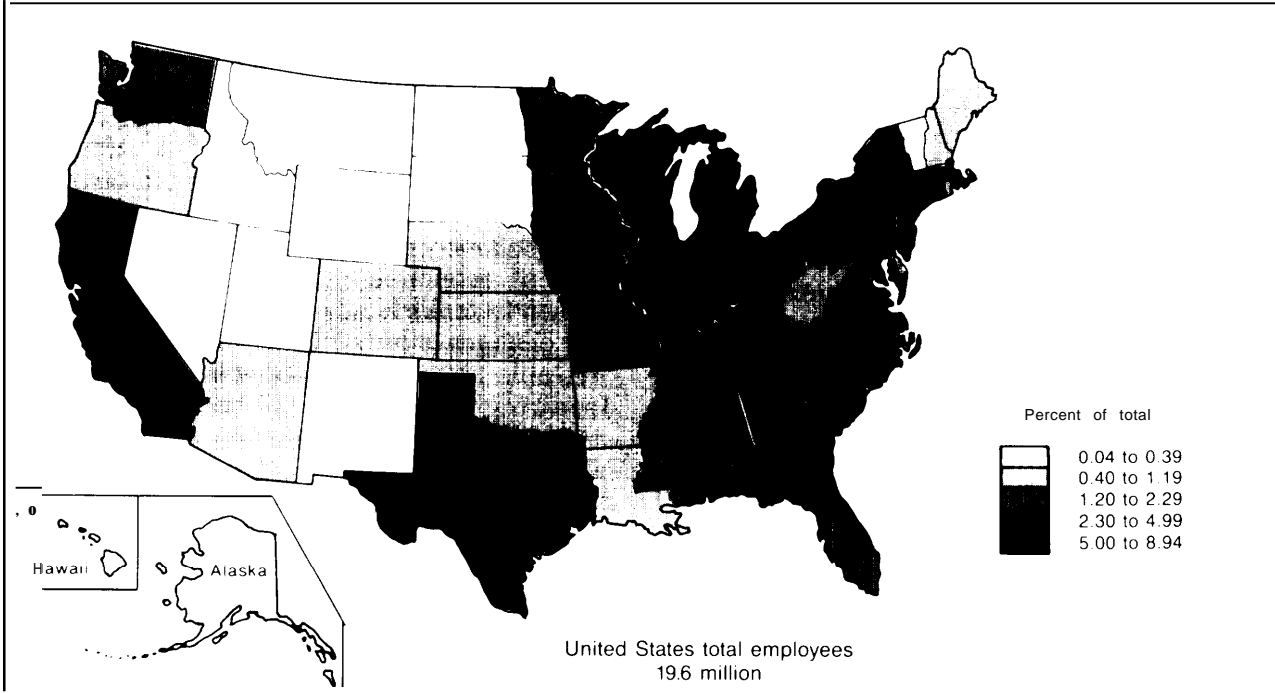 Percent of total
0.04 to 0.39
0.40 to 1.19
1.20 to 2.29
2.30 to 4.99
5.00 to 8.94
, 0
Hawaii
Alaska
United States total employees
19.6 million